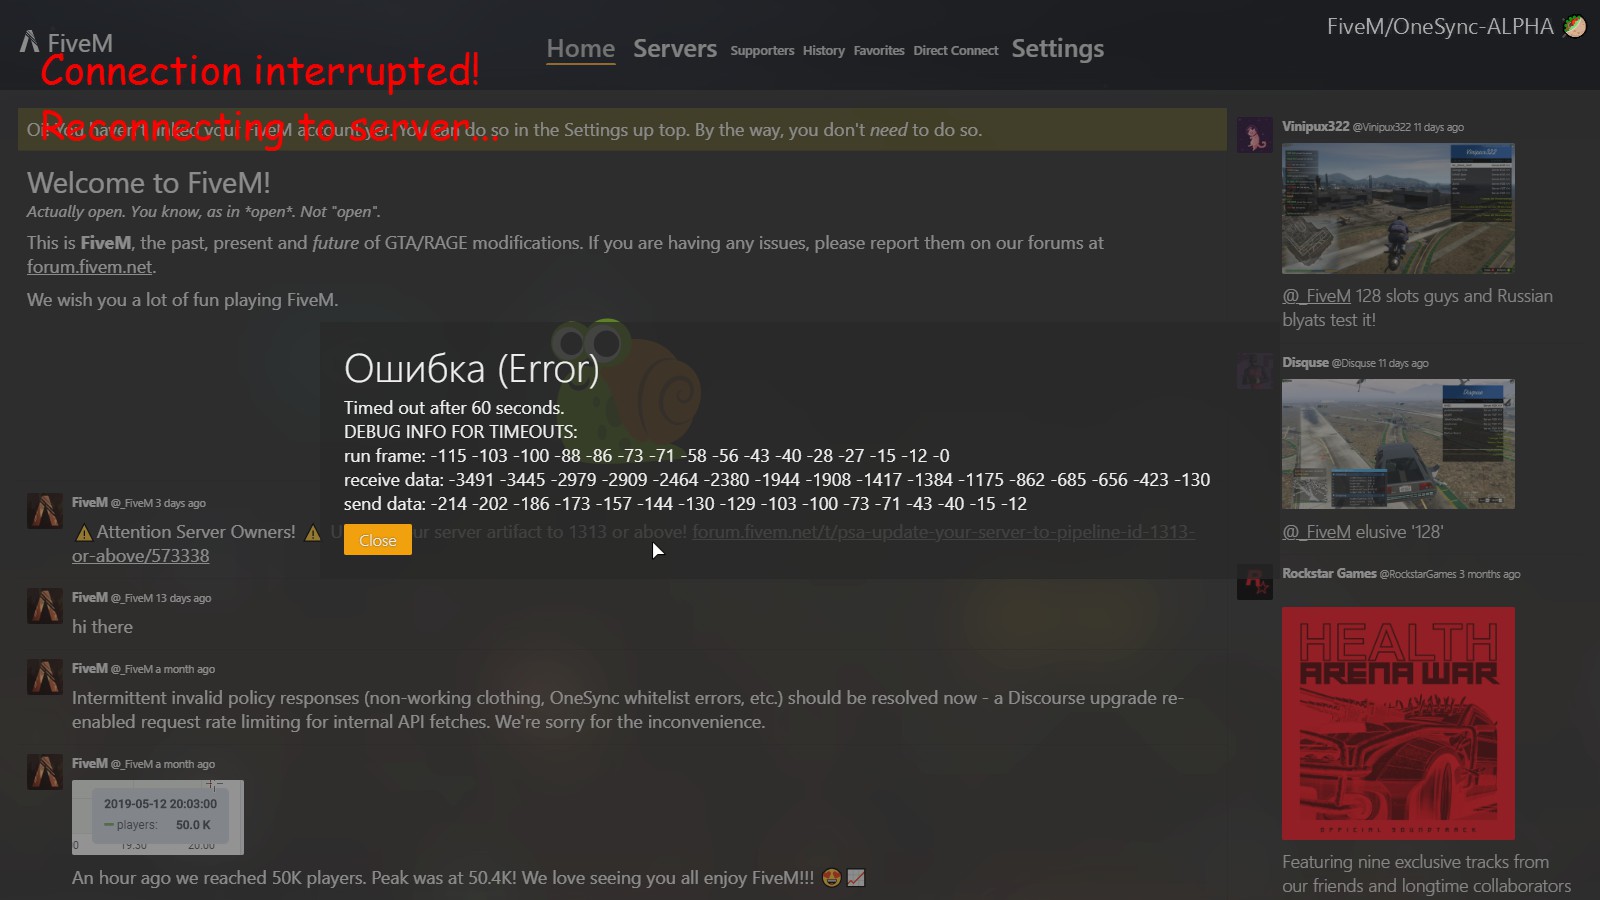 FiveM
Home Servers Supporters History Favorites Direct Connect Settings
FiveM/OneSync-ALPHA
Connection interrupted!
Reconnecting to server...
Oi! You haven't linked your FiveM account yet. You can do so in the Settings up top. By the way, you don't need to do so.
Welcome to FiveM!
Actually open. You know, as in *open*. Not "open".
This is FiveM, the past, present and future of GTA/RAGE modifications. If you are having any issues, please report them on our forums at
forum.fivem.net.
We wish you a lot of fun playing FiveM.
Ошибка (Error)
Timed out after 60 seconds.
DEBUG INFO FOR TIMEOUTS:
run frame: -115 -103 -100 -88 -86 -73 -71 -58 -56 -43 -40 -28 -27 -15 -12 -0
receive data: -3491 -3445 -2979 -2909 -2464 -2380 -1944 -1908 -1417 -1384 -1175 -862 -685 -656 -423 -130
send data: -214 -202 -186 -173 -157 -144 -130 -129 -103 -100 -73 -71 -43 -40 -15 -12
Close
FiveM @_FiveM 3 days ago
⚠️Attention Server Owners! ⚠️ server artifact to 1313 or above! forum.fivem.net/t/psa-update-your-server-to-pipeline-id-1313-
or-above/573338
FiveM @_FiveM 13 days ago
hi there
FiveM @_FiveM a month ago
Intermittent invalid policy responses (non-working clothing, OneSync whitelist errors, etc.) should be resolved now - a Discourse upgrade re-
enabled request rate limiting for internal API fetches. We're sorry for the inconvenience.
FiveM @_FiveM a month ago
2019-05-12 20:03:00
players: 50.0 K
0 19:30 20:00
An hour ago we reached 50K players. Peak was at 50.4K! We love seeing you all enjoy FiveM!!! 🤩📈
Vinipux322 @Vinipux322 11 days ago
Vinipux322
@_FiveM 128 slots guys and Russian
blyats test it!
Disquse @Disquse 11 days ago
Disquse
@_FiveM elusive '128'
Rockstar Games @RockstarGames 3 months ago
HEALTH
ARENA WAR
OFFICIAL SOUNDTRACK
Featuring nine exclusive tracks from
our friends and longtime collaborators